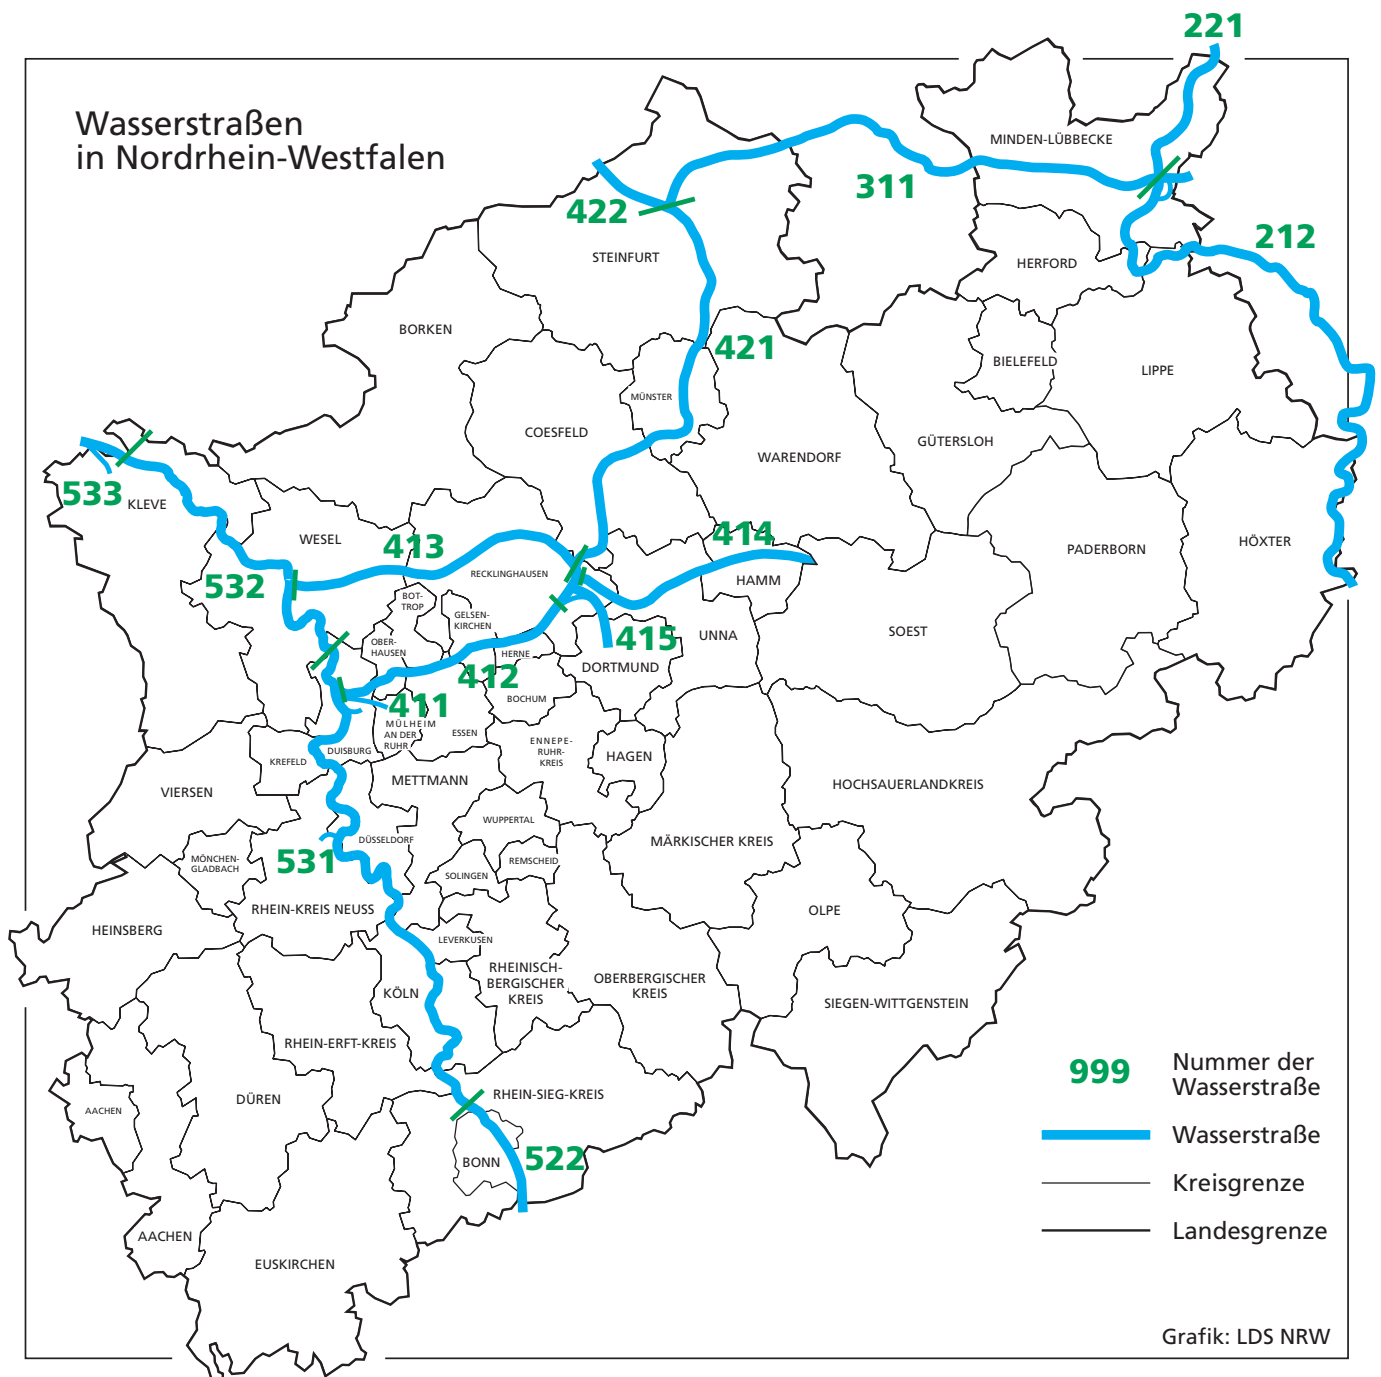 221
Wasserstraßen
in Nordrhein-Westfalen
MINDEN-LÜBBECKE
311
422
212
STEINFURT
HERFORD
BORKEN
421
BIELEFELD
LIPPE
MÜNSTER
COESFELD
GÜTERSLOH
WARENDORF
533
KLEVE
414
WESEL
413
HÖXTER
PADERBORN
RECKLINGHAUSEN
532
HAMM
BOT-
TROP
GELSEN-
KIRCHEN
SOEST
UNNA
415
OBER-
HAUSEN
HERNE
DORTMUND
412
BOCHUM
411
MÜLHEIM
AN DER
RUHR
ESSEN
DUISBURG
ENNEPE-
RUHR-
KREIS
HAGEN
KREFELD
METTMANN
HOCHSAUERLANDKREIS
VIERSEN
WUPPERTAL
DÜSSELDORF
MÄRKISCHER KREIS
531
MÖNCHEN-
GLADBACH
REMSCHEID
SOLINGEN
RHEIN-KREIS NEUSS
OLPE
HEINSBERG
LEVERKUSEN
RHEINISCH-
BERGISCHER
KREIS
OBERBERGISCHER
KREIS
KÖLN
SIEGEN-WITTGENSTEIN
RHEIN-ERFT-KREIS
999
Nummer der
Wasserstraße
RHEIN-SIEG-KREIS
DÜREN
AACHEN
Wasserstraße
BONN
522
Kreisgrenze
AACHEN
Landesgrenze
EUSKIRCHEN
Grafik: LDS NRW